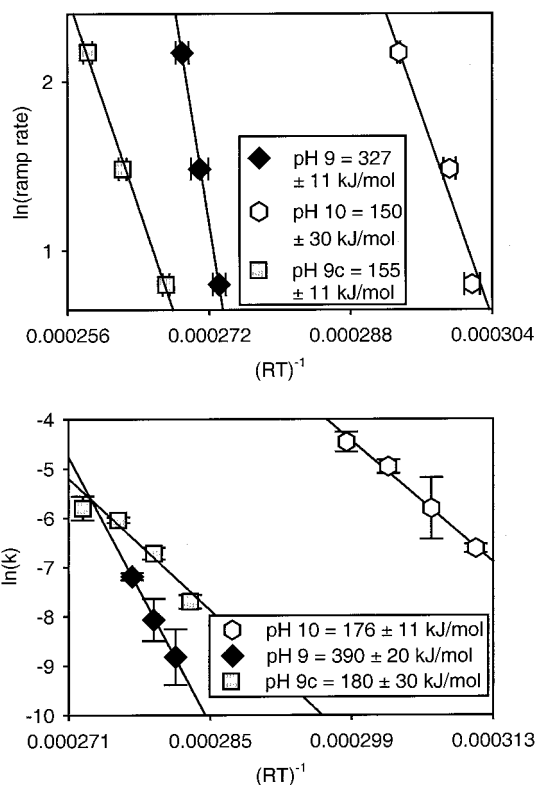 2
1
ln(ramp rate)
pH 9 = 327
± 11 kJ/mol
pH 10 = 150
± 30 kJ/mol
pH 9c = 155
± 11 kJ/mol
0.000256 0.000272 0.000288 0.000304
(RT)-1
-4
-5
-6
-7
-8
-9
-10
ln(k)
pH 10 = 176 ± 11 kJ/mol
pH 9 = 390 ± 20 kJ/mol
pH 9c = 180 ± 30 kJ/mol
0.000271 0.000285 0.000299 0.000313
(RT)-1